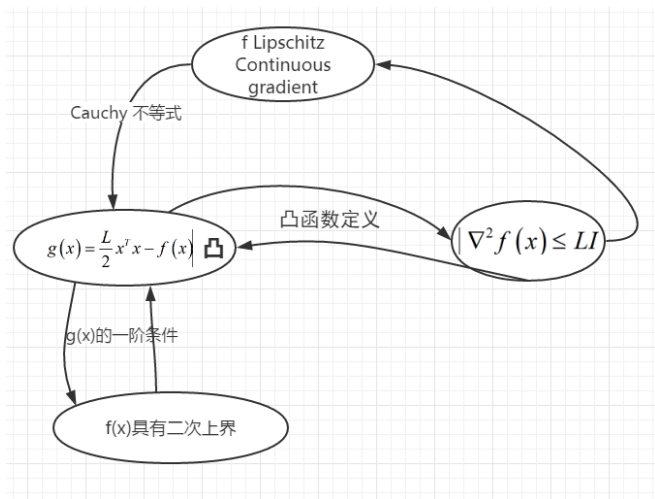 f Lipschitz
Continuous
gradient
Cauchy 不等式
凸函数定义
g(x)=\frac{L}{2}x^T x-f(x)| 凸
|∇²f(x)≤LI
g(x)的一阶条件
f(x)具有二次上界